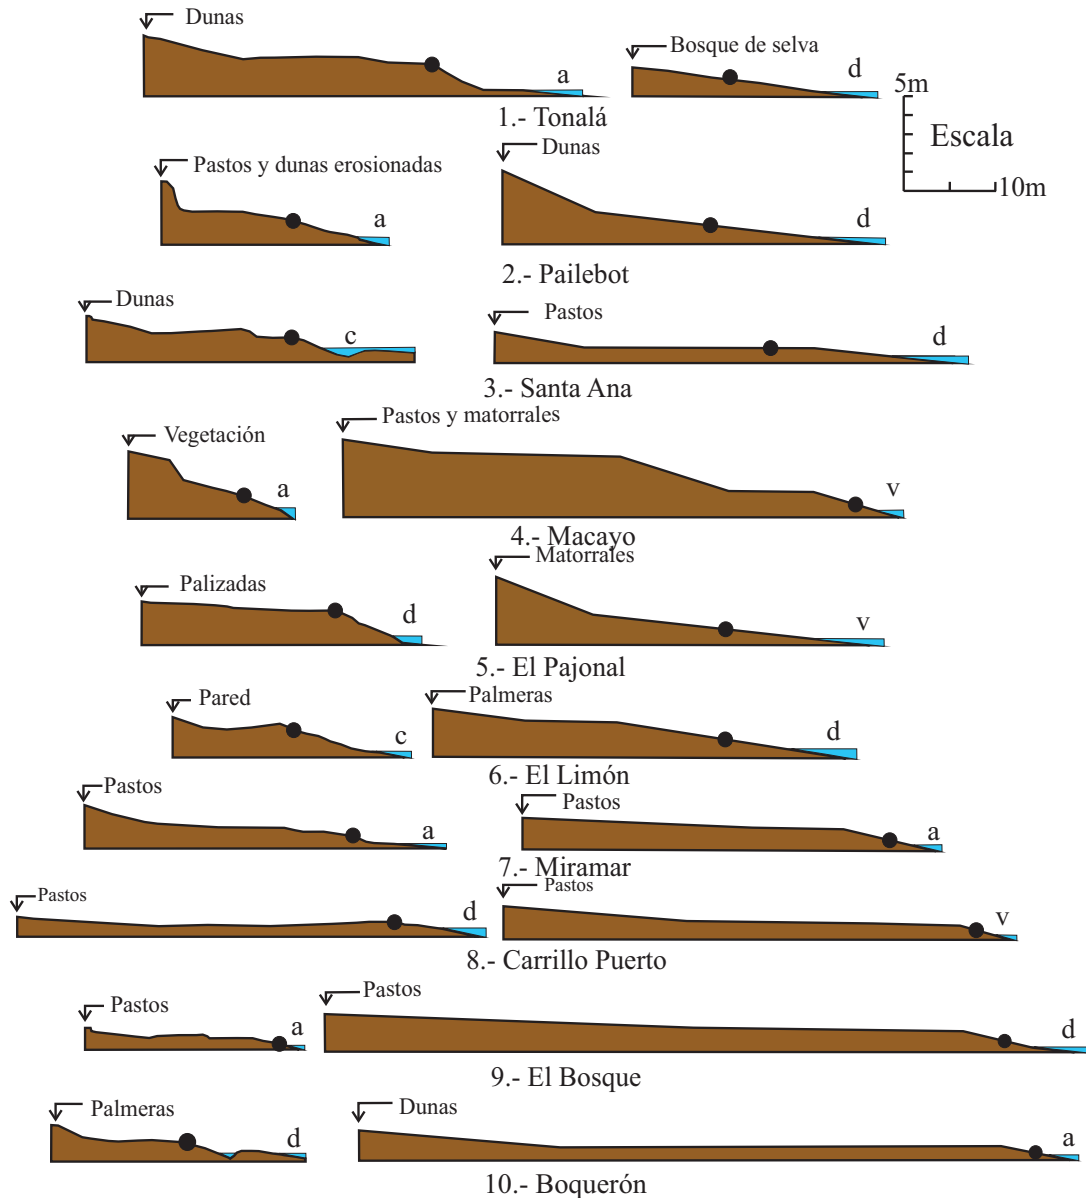 Dunas
a
Bosque de selva
d
5m
Escala
10m
1.- Tonalá
Pastos y dunas erosionadas
a
Dunas
d
2.- Pailebot
Dunas
c
Pastos
d
3.- Santa Ana
Vegetación
a
Pastos y matorrales
v
4.- Macayo
Palizadas
d
Matorrales
v
5.- El Pajonal
Pared
c
Palmeras
d
6.- El Limón
Pastos
a
Pastos
a
7.- Miramar
Pastos
d
Pastos
v
8.- Carrillo Puerto
Pastos
a
Pastos
d
9.- El Bosque
Palmeras
d
Dunas
a
10.- Boquerón